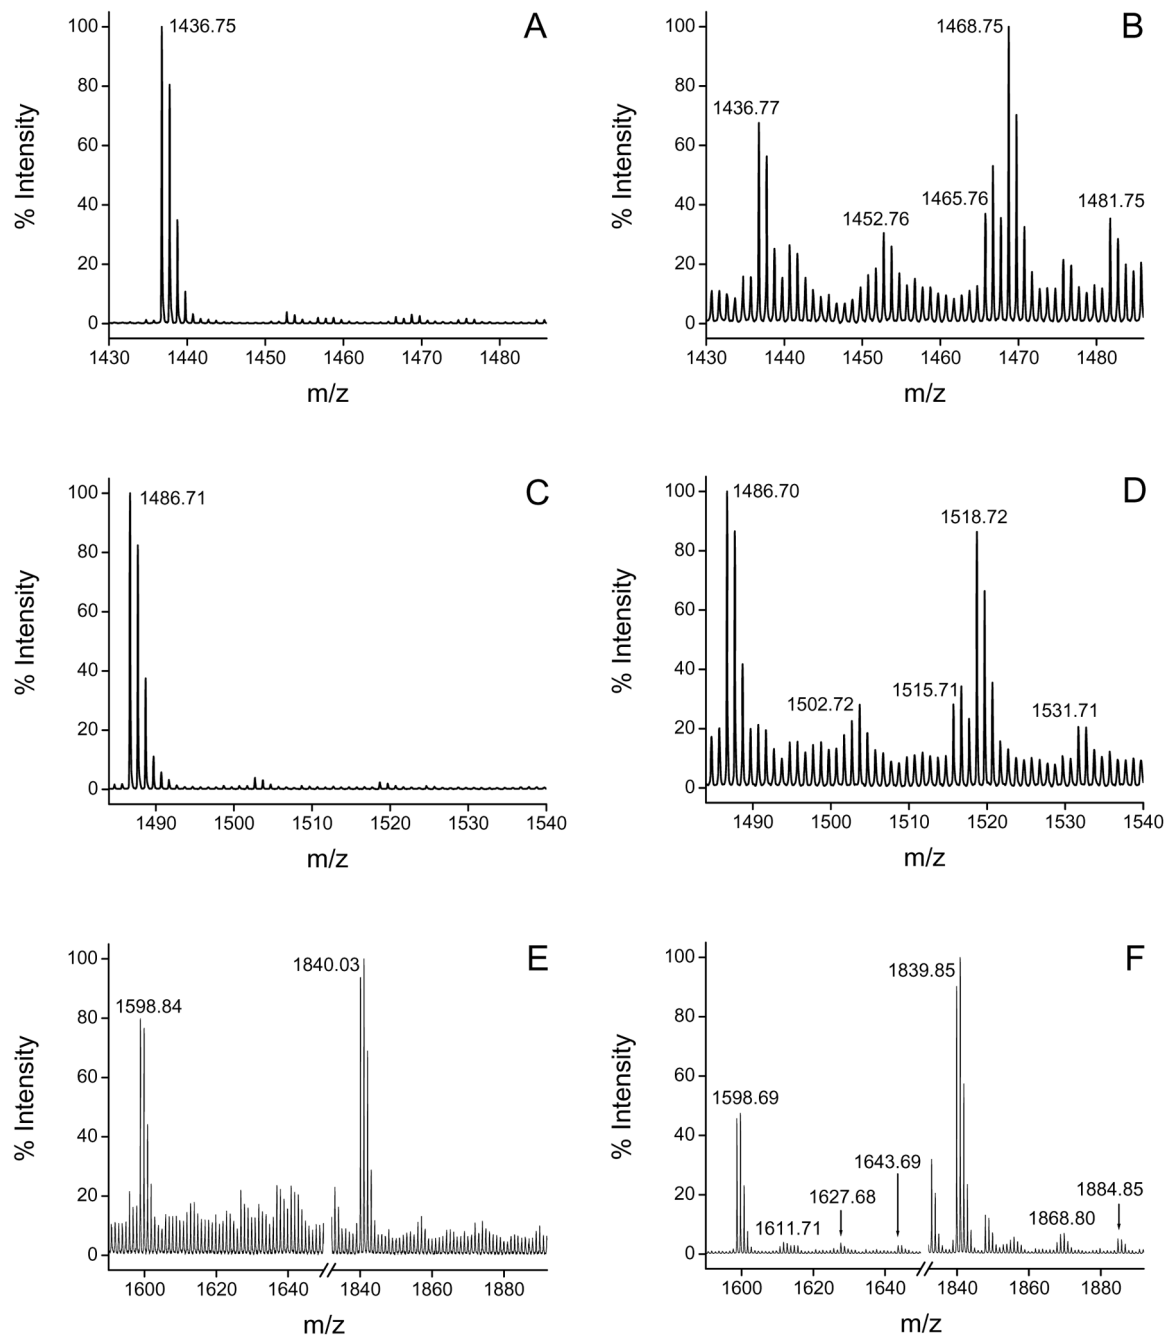 A
1436.75
100
80
60
40
20
0
% Intensity
1430 1440 1450 1460 1470 1480
m/z
B
1468.75
1436.77
1465.76
1452.76
1481.75
100
80
60
40
20
0
% Intensity
1430 1440 1450 1460 1470 1480
m/z
C
1486.71
100
80
60
40
20
0
% Intensity
1490 1500 1510 1520 1530 1540
m/z
D
1486.70
1518.72
1502.72
1515.71
1531.71
100
80
60
40
20
0
% Intensity
1490 1500 1510 1520 1530 1540
m/z
E
1840.03
1598.84
100
80
60
40
20
0
% Intensity
1600 1620 1640 1840 1860 1880
m/z
F
1839.85
1598.69
1643.69
1627.68
1611.71
1884.85
1868.80
100
80
60
40
20
0
% Intensity
1600 1620 1640 1840 1860 1880
m/z